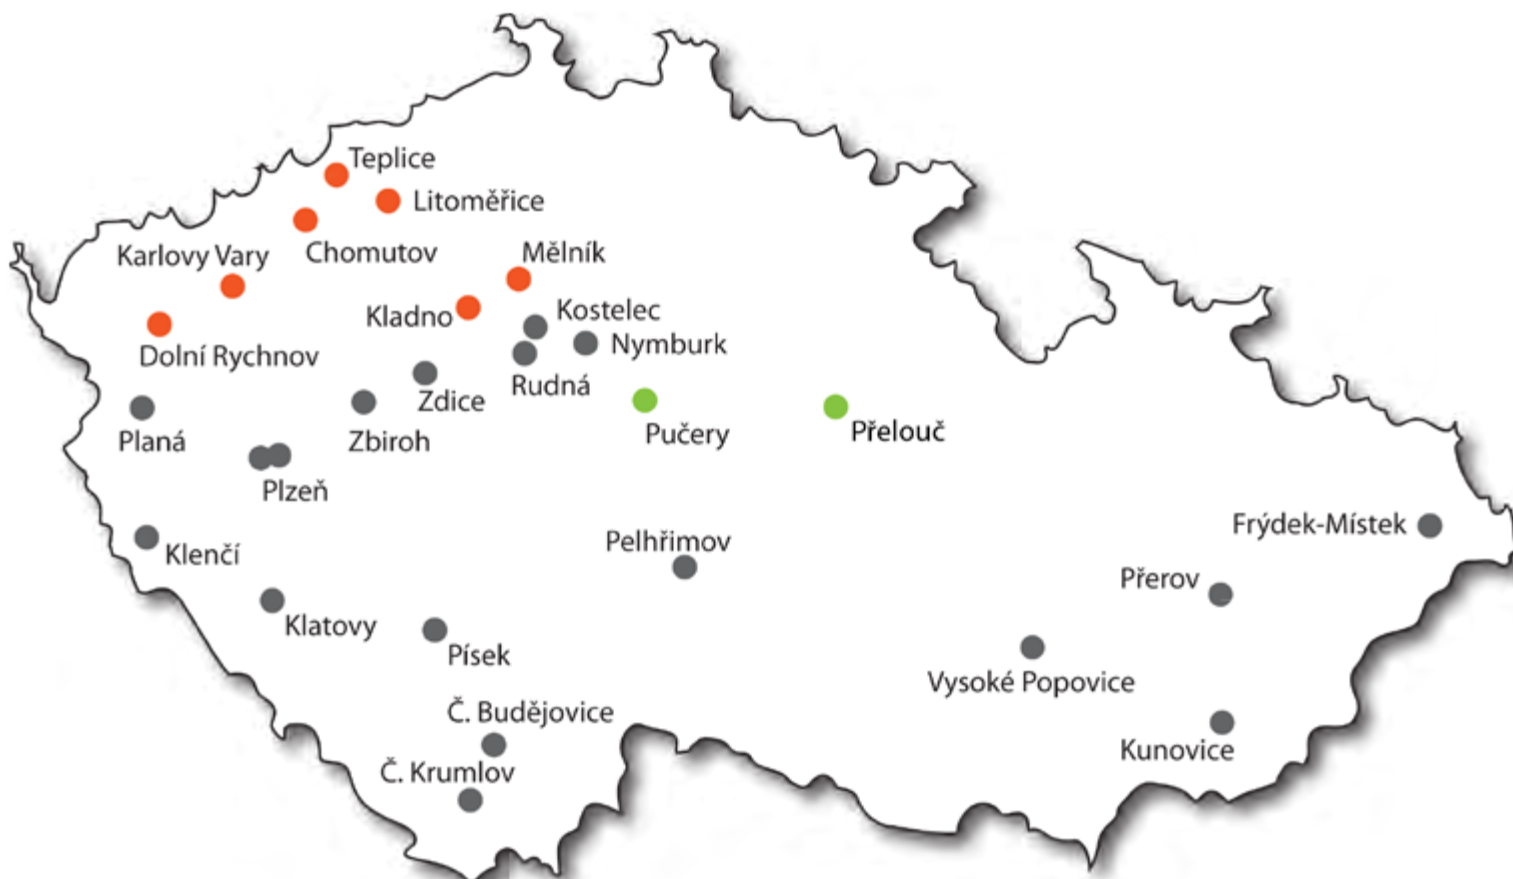 Teplice
Litoměřice
Chomutov
Karlovy Vary
Mělník
Kladno
Kostelec
Dolní Rychnov
Nymburk
Rudná
Zdice
Planá
Zbiroh
Pučery
Přelouč
Plzeň
Klenčí
Pelhřimov
Frýdek-Místek
Přerov
Klatovy
Písek
Vysoké Popovice
Č. Budějovice
Kunovice
Č. Krumlov